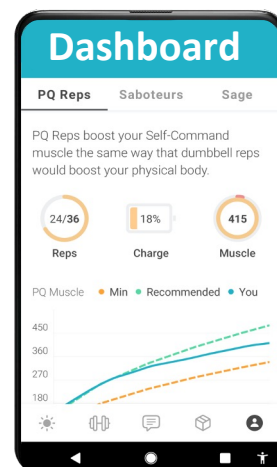 Dashboard
PQ Reps Saboteurs Sage
PQ Reps boost your Self-Command
muscle the same way that dumbbell reps
would boost your physical body.
24/36 18% 415
Reps Charge Muscle
PQ Muscle Min Recommended You
450
360
270
180